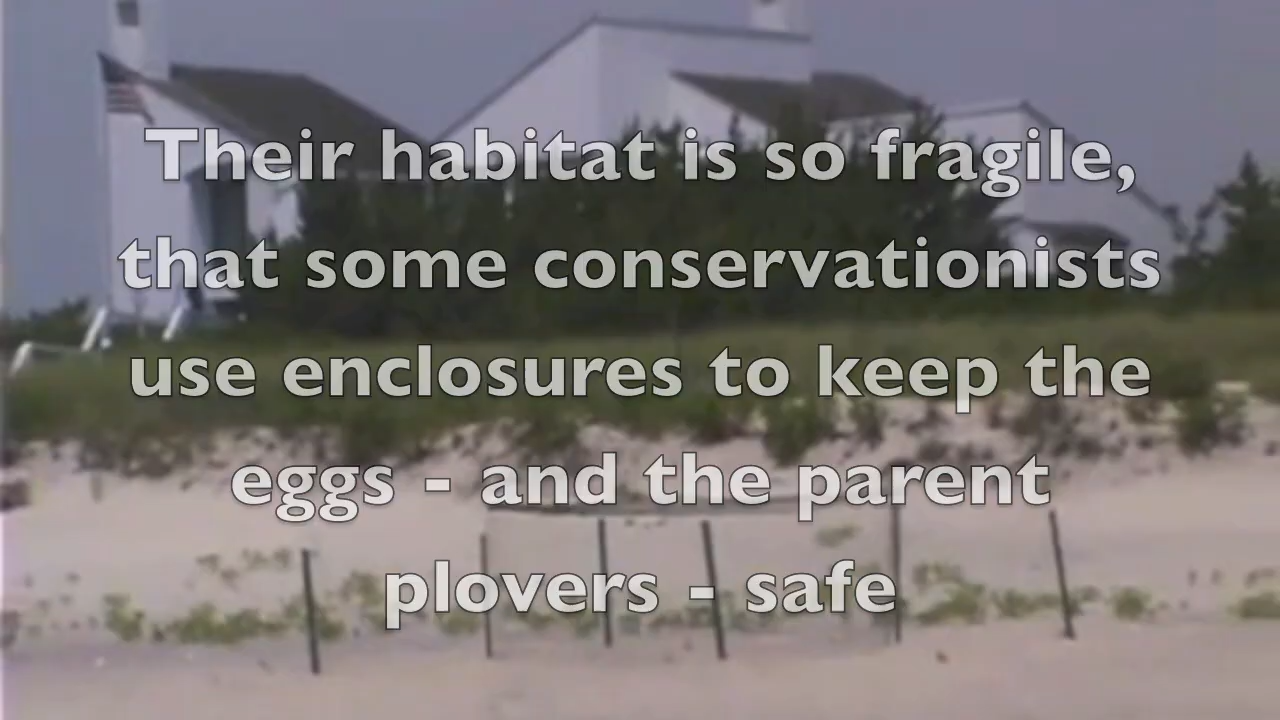 Their habitat is so fragile,
that some conservationists
use enclosures to keep the
eggs - and the parent
plovers - safe